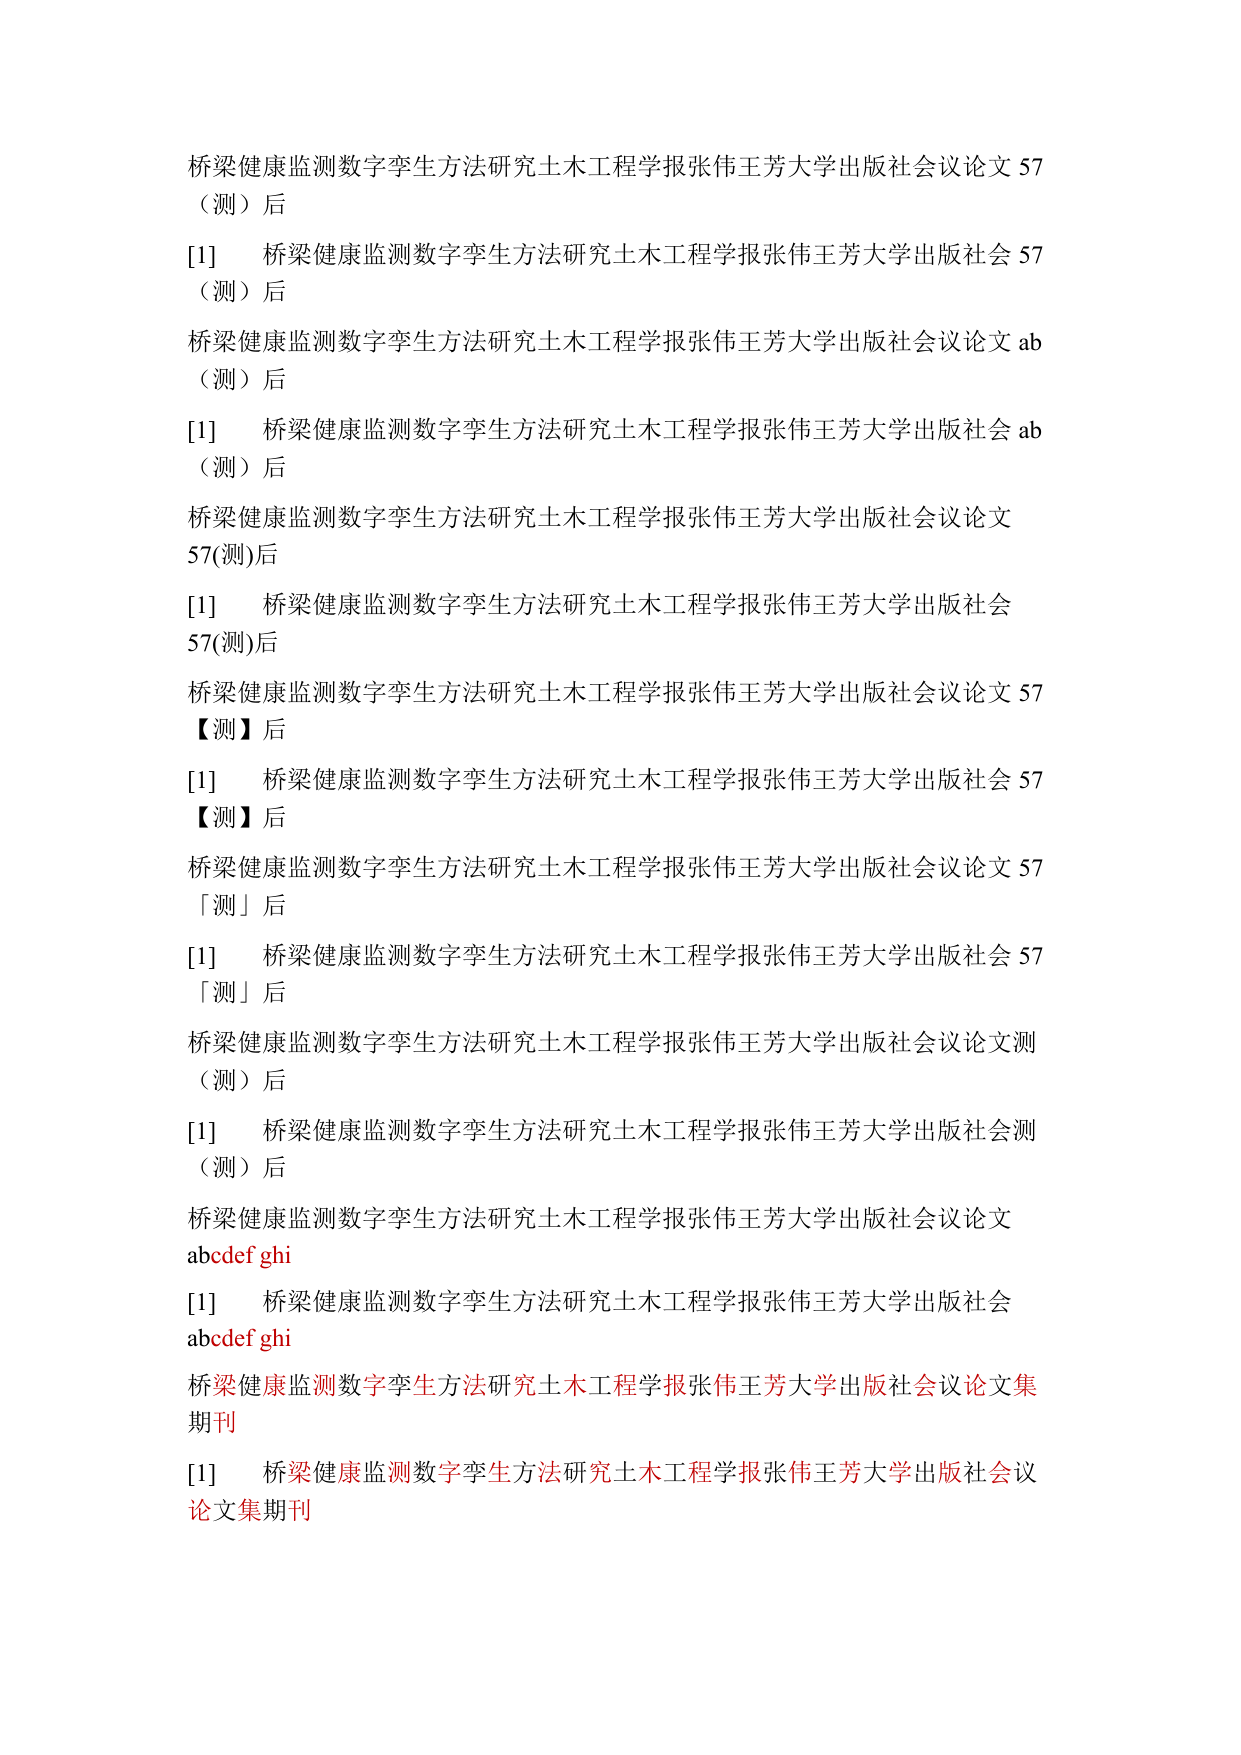 桥梁健康监测数字孪生方法研究土木工程学报张伟王芳大学出版社会议论文 57
（测）后
[1] 桥梁健康监测数字孪生方法研究土木工程学报张伟王芳大学出版社会 57
（测）后
桥梁健康监测数字孪生方法研究土木工程学报张伟王芳大学出版社会议论文 ab
（测）后
[1] 桥梁健康监测数字孪生方法研究土木工程学报张伟王芳大学出版社会 ab
（测）后
桥梁健康监测数字孪生方法研究土木工程学报张伟王芳大学出版社会议论文
57(测)后
[1] 桥梁健康监测数字孪生方法研究土木工程学报张伟王芳大学出版社会
57(测)后
桥梁健康监测数字孪生方法研究土木工程学报张伟王芳大学出版社会议论文 57
【测】后
[1] 桥梁健康监测数字孪生方法研究土木工程学报张伟王芳大学出版社会 57
【测】后
桥梁健康监测数字孪生方法研究土木工程学报张伟王芳大学出版社会议论文 57
「测」后
[1] 桥梁健康监测数字孪生方法研究土木工程学报张伟王芳大学出版社会 57
「测」后
桥梁健康监测数字孪生方法研究土木工程学报张伟王芳大学出版社会议论文测
（测）后
[1] 桥梁健康监测数字孪生方法研究土木工程学报张伟王芳大学出版社会测
（测）后
桥梁健康监测数字孪生方法研究土木工程学报张伟王芳大学出版社会议论文
abcdef ghi
[1] 桥梁健康监测数字孪生方法研究土木工程学报张伟王芳大学出版社会
abcdef ghi
桥梁健康监测数字孪生方法研究土木工程学报张伟王芳大学出版社会议论文集
期刊
[1] 桥梁健康监测数字孪生方法研究土木工程学报张伟王芳大学出版社会议
论文集期刊